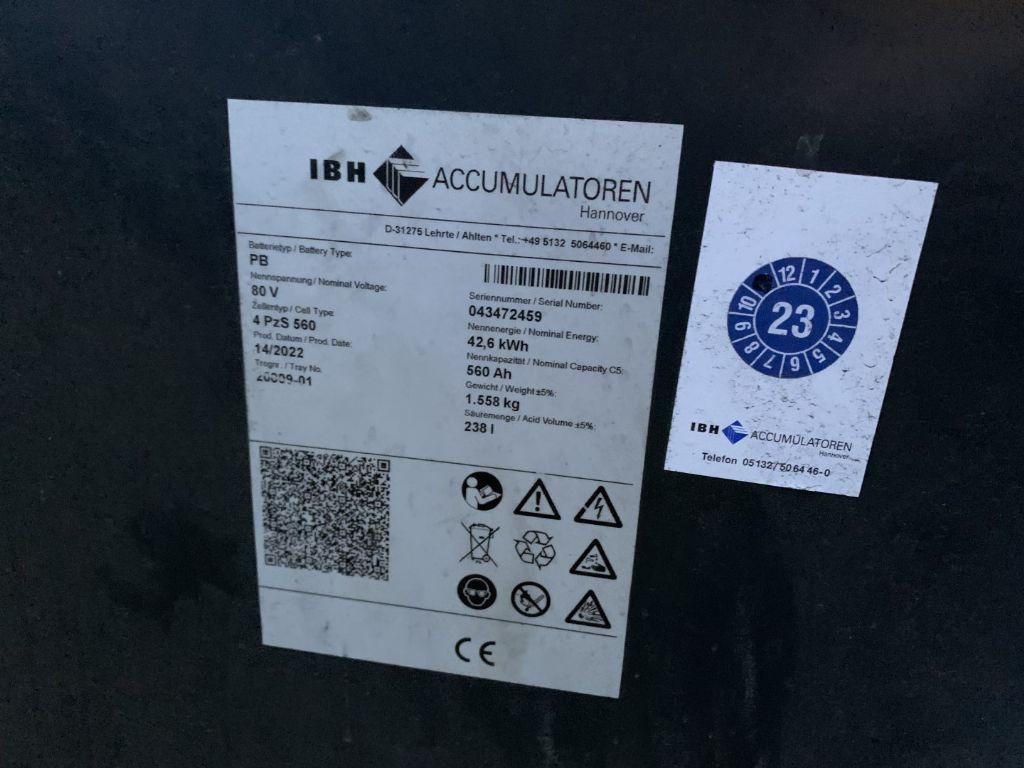 IBH ACCUMULATOREN
Hannover
D-31275 Lehrte / Ahlten * Tel.: +49 5132 5064460 * E-Mail:
Batterietyp / Battery Type:
PB
Nennspannung / Nominal Voltage:
80 V
Zellentyp / Cell Type
4 PzS 560
Prod. Datum / Prod. Date:
14/2022
Trognr. / Tray No.
Seriennummer / Serial Number:
043472459
Nennenergie / Nominal Energy:
42,6 kWh
Nennkapazität / Nominal Capacity C5:
560 Ah
Gewicht / Weight ±5%:
1.558 kg
Säuremenge / Acid Volume ±5%:
238 l
CE
12 1 2 3 4 5 6 7 8 9 10
23
IBH ACCUMULATOREN
Hannover
Telefon 05132/506446-0